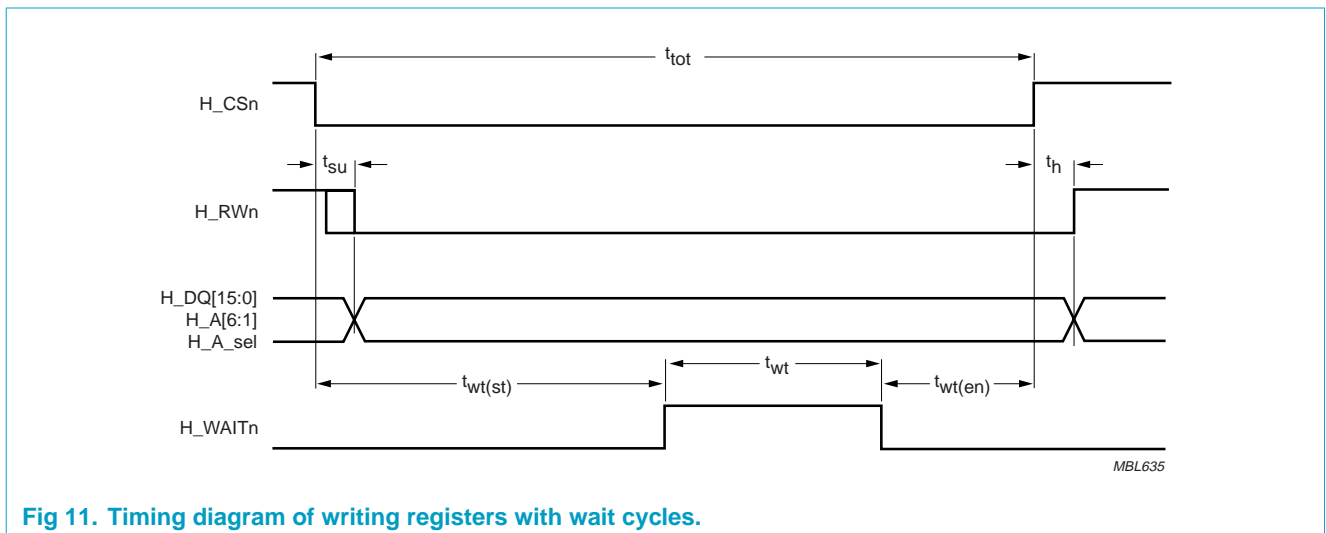 ttot
H_CSn
tsu
th
H_RWn
H_DQ[15:0]
H_A[6:1]
H_A_sel
twt
twt(st)
twt(en)
H_WAITn
MBL635
Fig 11. Timing diagram of writing registers with wait cycles.